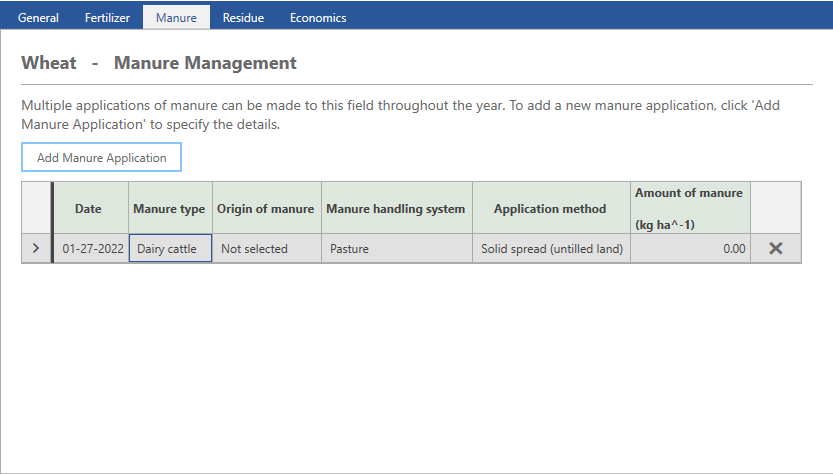 General Fertilizer Manure Residue Economics
Wheat - Manure Management
Multiple applications of manure can be made to this field throughout the year. To add a new manure application, click 'Add
Manure Application' to specify the details.
Add Manure Application
Date Manure type Origin of manure Manure handling system Application method Amount of manure
(kg ha^-1)
01-27-2022 Dairy cattle Not selected Pasture Solid spread (untilled land) 0.00